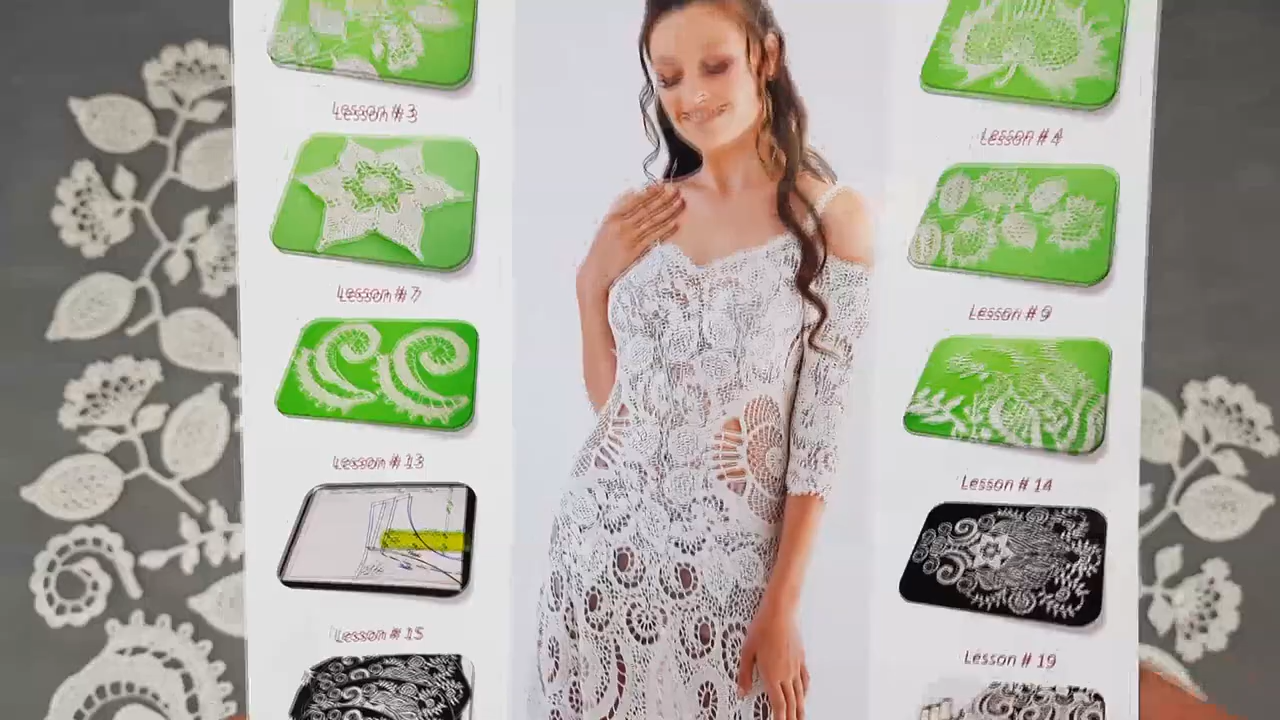 Lesson # 3
Lesson # 4
Lesson # 7
Lesson # 9
Lesson # 13
Lesson # 14
Lesson # 15
Lesson # 19